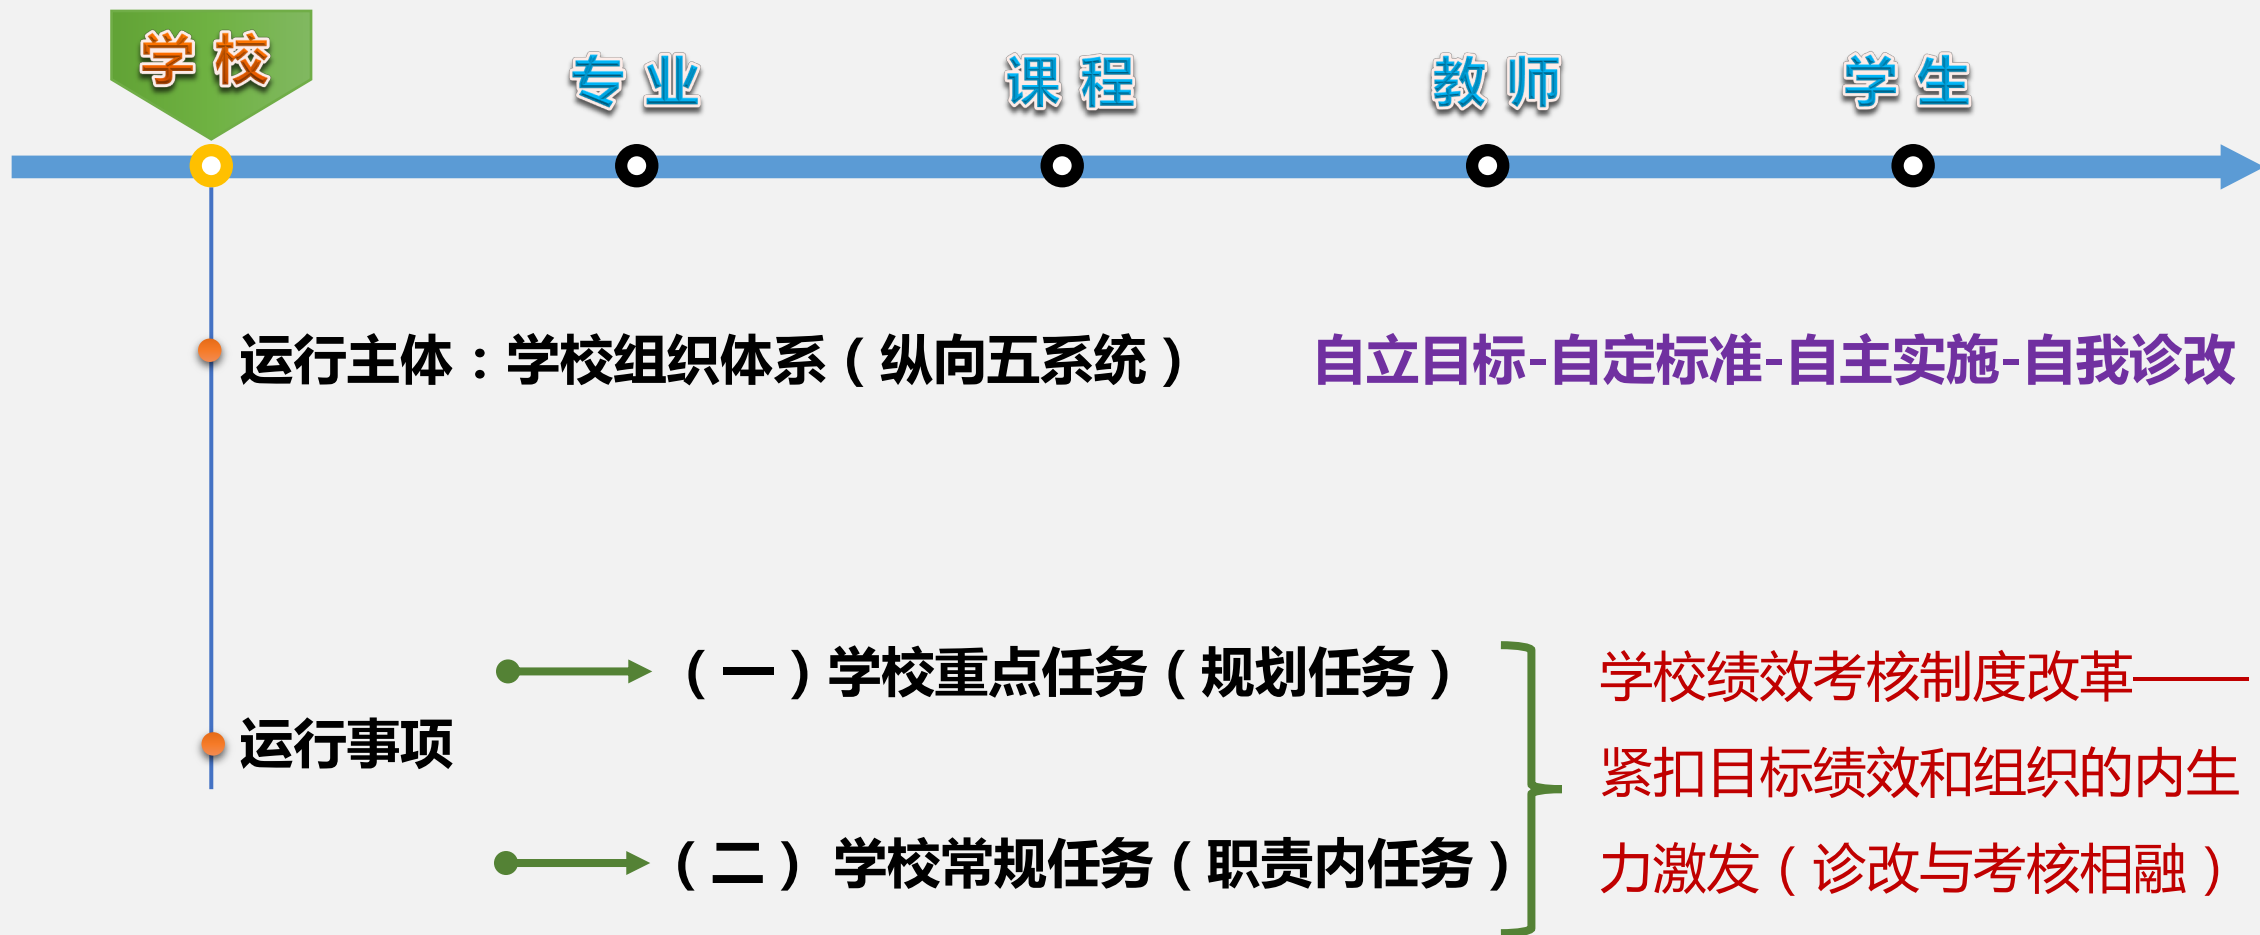 学校
专业
课程
教师
学生
运行主体：学校组织体系（纵向五系统）
自立目标-自定标准-自主实施-自我诊改
（一）学校重点任务（规划任务）
运行事项
（二） 学校常规任务（职责内任务）
学校绩效考核制度改革——
紧扣目标绩效和组织的内生
力激发（诊改与考核相融）